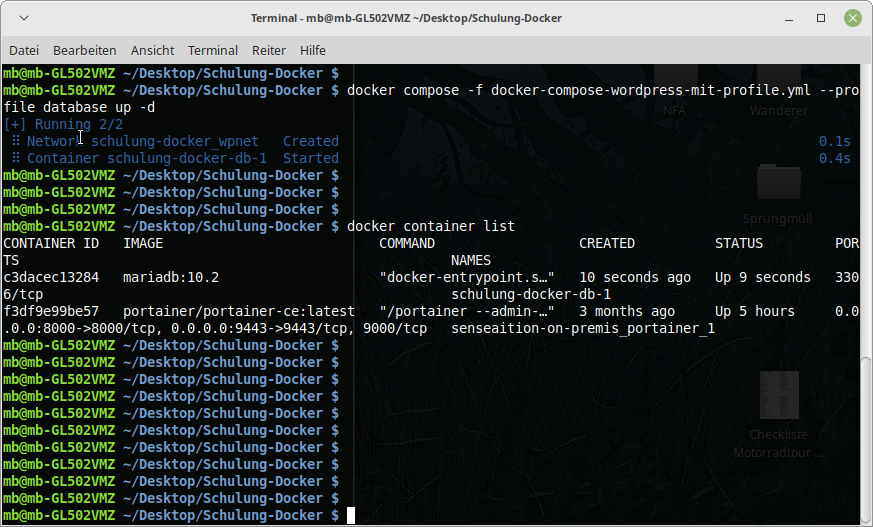 Terminal - mb@mb-GL502VMZ ~/Desktop/Schulung-Docker
Datei Bearbeiten Ansicht Terminal Reiter Hilfe
mb@mb-GL502VMZ ~/Desktop/Schulung-Docker $
mb@mb-GL502VMZ ~/Desktop/Schulung-Docker $ docker compose -f docker-compose-wordpress-mit-profile.yml --pro
file database up -d
[+] Running 2/2
⠿ Network schulung-docker_wpnet Created 0.1s
⠿ Container schulung-docker-db-1 Started 0.4s
mb@mb-GL502VMZ ~/Desktop/Schulung-Docker $
mb@mb-GL502VMZ ~/Desktop/Schulung-Docker $
mb@mb-GL502VMZ ~/Desktop/Schulung-Docker $
mb@mb-GL502VMZ ~/Desktop/Schulung-Docker $ docker container list
CONTAINER ID IMAGE COMMAND CREATED STATUS POR
TS NAMES
c3dacec13284 mariadb:10.2 "docker-entrypoint.s…" 10 seconds ago Up 9 seconds 330
6/tcp schulung-docker-db-1
f3df9e99be57 portainer/portainer-ce:latest "/portainer --admin-…" 3 months ago Up 5 hours 0.0
.0.0:8000->8000/tcp, 0.0.0.0:9443->9443/tcp, 9000/tcp senseaition-on-premis_portainer_1
mb@mb-GL502VMZ ~/Desktop/Schulung-Docker $
mb@mb-GL502VMZ ~/Desktop/Schulung-Docker $
mb@mb-GL502VMZ ~/Desktop/Schulung-Docker $
mb@mb-GL502VMZ ~/Desktop/Schulung-Docker $
mb@mb-GL502VMZ ~/Desktop/Schulung-Docker $
mb@mb-GL502VMZ ~/Desktop/Schulung-Docker $
mb@mb-GL502VMZ ~/Desktop/Schulung-Docker $
mb@mb-GL502VMZ ~/Desktop/Schulung-Docker $
mb@mb-GL502VMZ ~/Desktop/Schulung-Docker $
mb@mb-GL502VMZ ~/Desktop/Schulung-Docker $
mb@mb-GL502VMZ ~/Desktop/Schulung-Docker $
NFA
Wanderer
Sprungmüll
Checkliste
Motorradtour ...